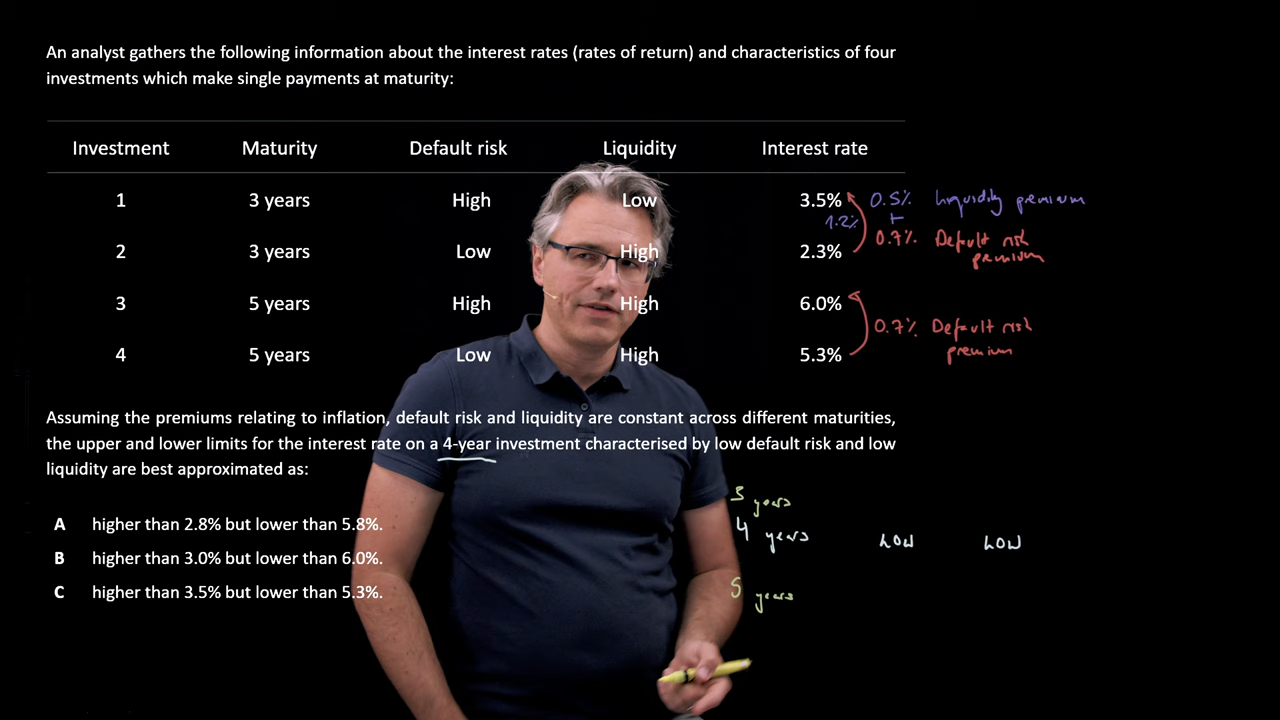 An analyst gathers the following information about the interest rates (rates of return) and characteristics of four
investments which make single payments at maturity:
Investment Maturity Default risk Liquidity Interest rate
1 3 years High Low 3.5% 0.5% Liquidity premium
1.2% +
2 3 years Low High 2.3% 0.7% Default risk premium
3 5 years High High 6.0%
0.7% Default risk premium
4 5 years Low High 5.3%
Assuming the premiums relating to inflation, default risk and liquidity are constant across different maturities,
the upper and lower limits for the interest rate on a 4-year investment characterised by low default risk and low
liquidity are best approximated as:
A higher than 2.8% but lower than 5.8%.
B higher than 3.0% but lower than 6.0%.
C higher than 3.5% but lower than 5.3%.
3 years
4 years LOW LOW
5 years